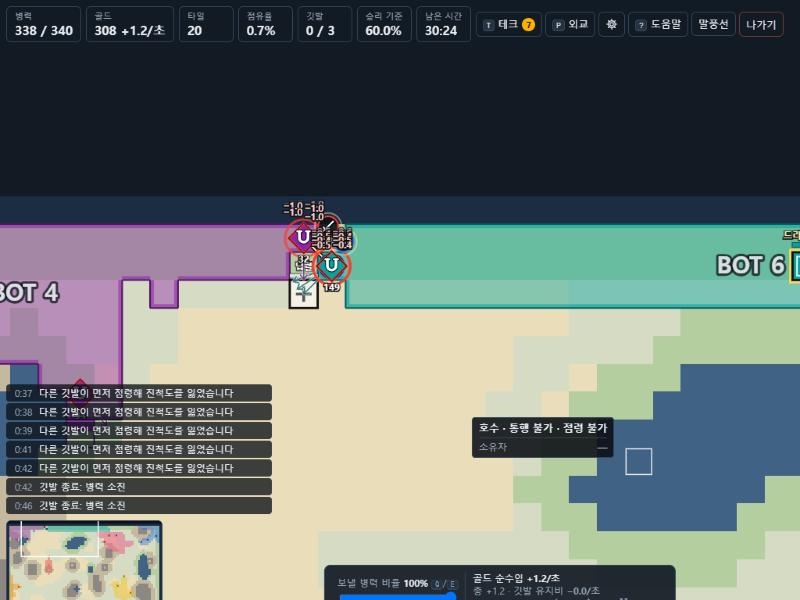 병력
338 / 340
골드
308 +1.2/초
타일
20
점유율
0.7%
깃발
0 / 3
승리 기준
60.0%
남은 시간
30:24
T 테크 7
P 외교
? 도움말
말풍선
나가기
-1.0
-1.0
-1.0
BOT 4
149
BOT 6
0:37 다른 깃발이 먼저 점령해 진척도를 잃었습니다
0:38 다른 깃발이 먼저 점령해 진척도를 잃었습니다
0:39 다른 깃발이 먼저 점령해 진척도를 잃었습니다
0:41 다른 깃발이 먼저 점령해 진척도를 잃었습니다
0:42 다른 깃발이 먼저 점령해 진척도를 잃었습니다
0:42 깃발 종료: 병력 소진
0:46 깃발 종료: 병력 소진
호수 · 통행 불가 · 점령 불가
소유자 —
보낼 병력 비율 100% Q / E
골드 순수입 +1.2/초
총 +1.2 · 깃발 유지비 −0.0/초